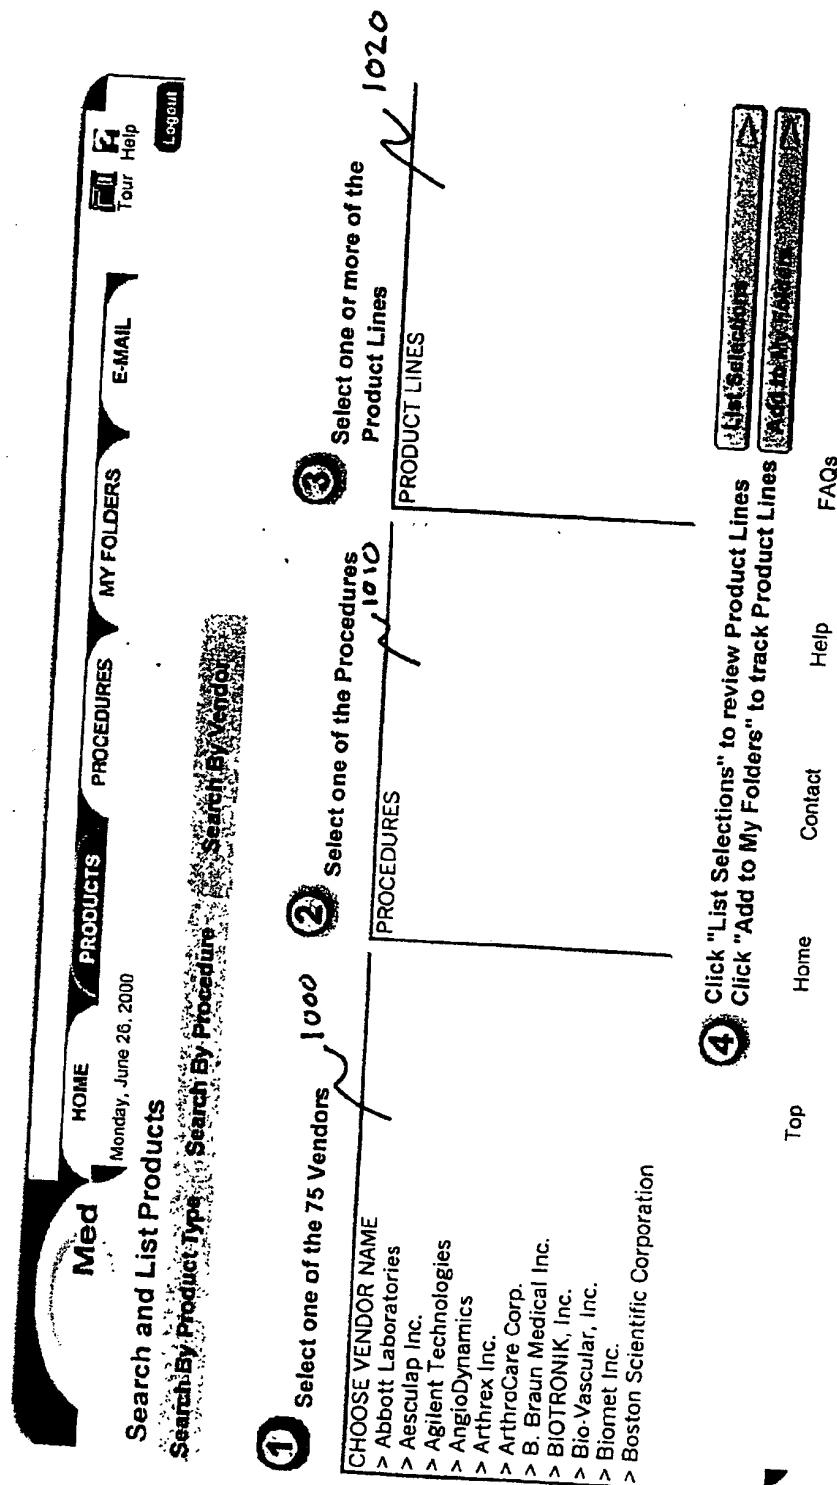 Tour Help
Logout
HOME PRODUCTS PROCEDURES MY FOLDERS E-MAIL
Med
Monday, June 26, 2000
Search and List Products
Search By Product Type Search By Procedure Search By Vendor
1 Select one of the 75 Vendors 1000
CHOOSE VENDOR NAME
> Abbott Laboratories
> Aesculap Inc.
> Agilent Technologies
> AngioDynamics
> Arthrex Inc.
> ArthroCare Corp.
> B. Braun Medical Inc.
> BIOTRONIK, Inc.
> Bio-Vascular, Inc.
> Biomet Inc.
> Boston Scientific Corporation
2 Select one of the Procedures
1010
PROCEDURES
3 Select one or more of the
Product Lines
1020
PRODUCT LINES
4 Click "List Selections" to review Product Lines
Click "Add to My Folders" to track Product Lines
List Selections
Add to My Folders
Top Home Contact Help FAQs